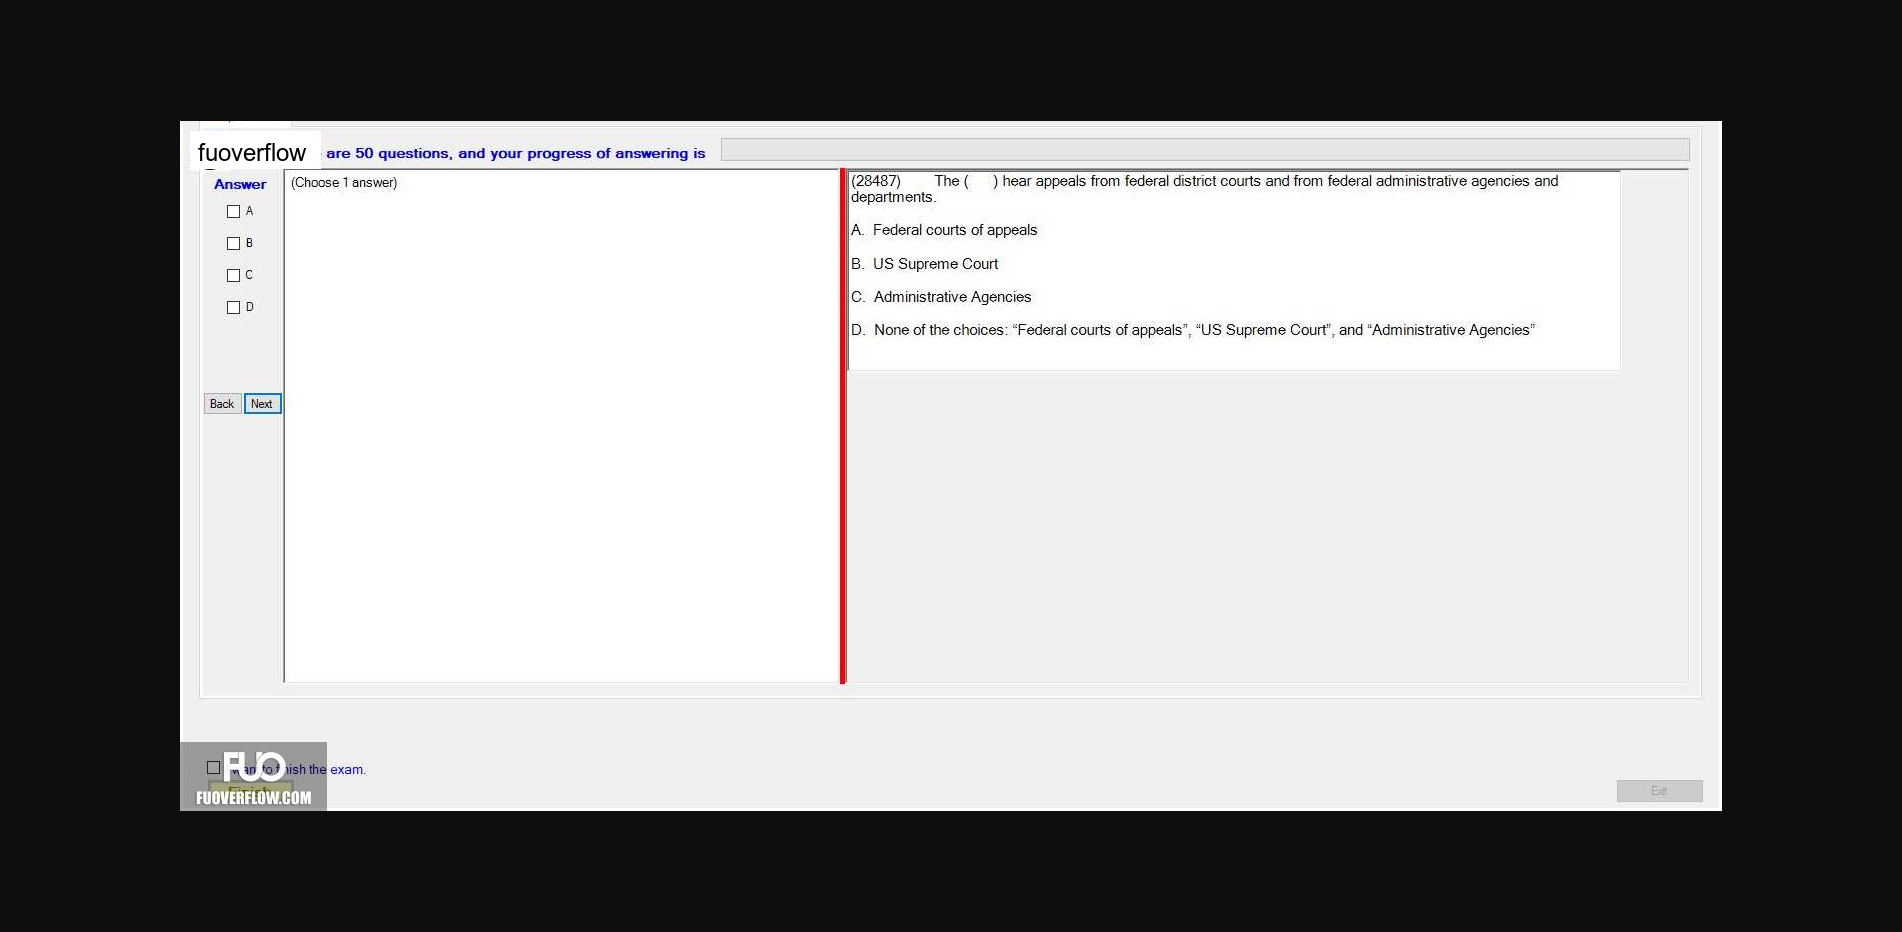 fuoverflow are 50 questions, and your progress of answering is
Answer
(Choose 1 answer)
A
B
C
D
Back Next
(28487) The ( ) hear appeals from federal district courts and from federal administrative agencies and
departments.
A. Federal courts of appeals
B. US Supreme Court
C. Administrative Agencies
D. None of the choices: “Federal courts of appeals”, “US Supreme Court”, and “Administrative Agencies”
FUO
want to finish the exam.
Finish
FUOVERFLOW.COM
Exit